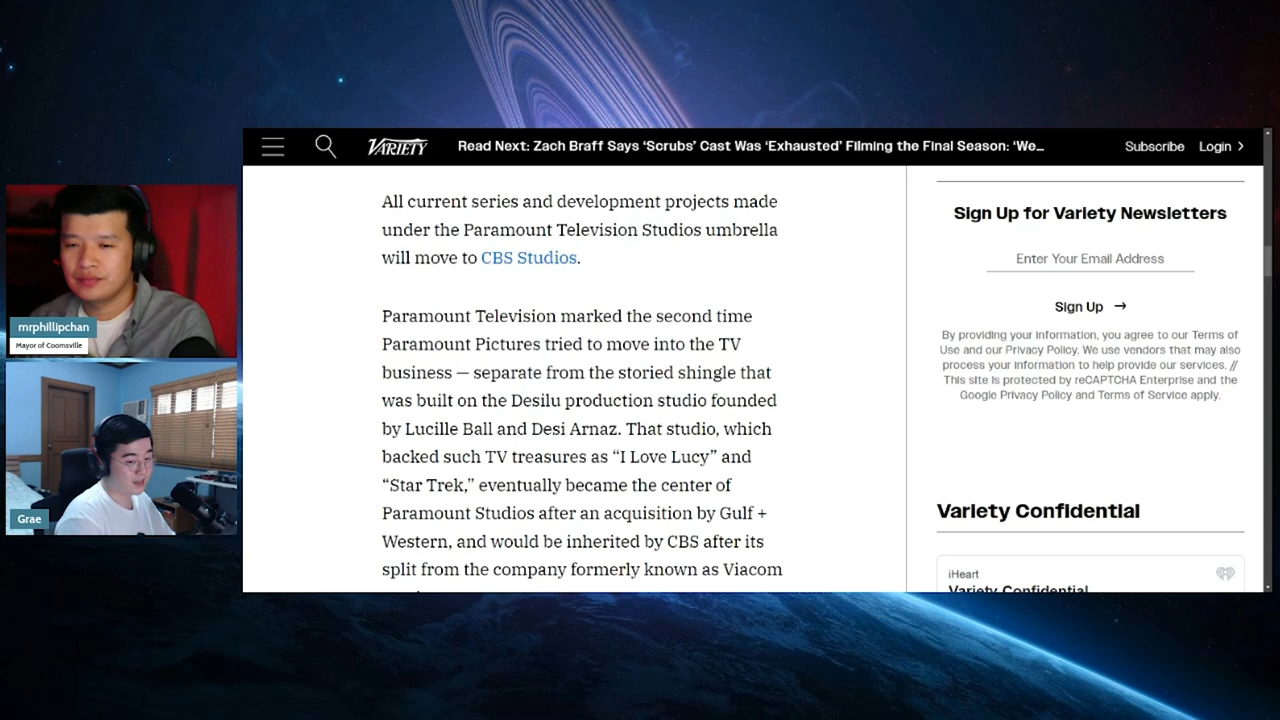 VARIETY
Read Next: Zach Braff Says ‘Scrubs’ Cast Was ‘Exhausted’ Filming the Final Season: ‘We...
Subscribe
Login
All current series and development projects made
under the Paramount Television Studios umbrella
will move to CBS Studios.
Paramount Television marked the second time
Paramount Pictures tried to move into the TV
business — separate from the storied shingle that
was built on the Desilu production studio founded
by Lucille Ball and Desi Arnaz. That studio, which
backed such TV treasures as “I Love Lucy” and
“Star Trek,” eventually became the center of
Paramount Studios after an acquisition by Gulf +
Western, and would be inherited by CBS after its
split from the company formerly known as Viacom
Sign Up for Variety Newsletters
Enter Your Email Address
Sign Up →
By providing your information, you agree to our Terms of
Use and our Privacy Policy. We use vendors that may also
process your information to help provide our services. //
This site is protected by reCAPTCHA Enterprise and the
Google Privacy Policy and Terms of Service apply.
Variety Confidential
iHeart
Variety Confidential
mrphillipchan
Mayor of Coomsville
Grae